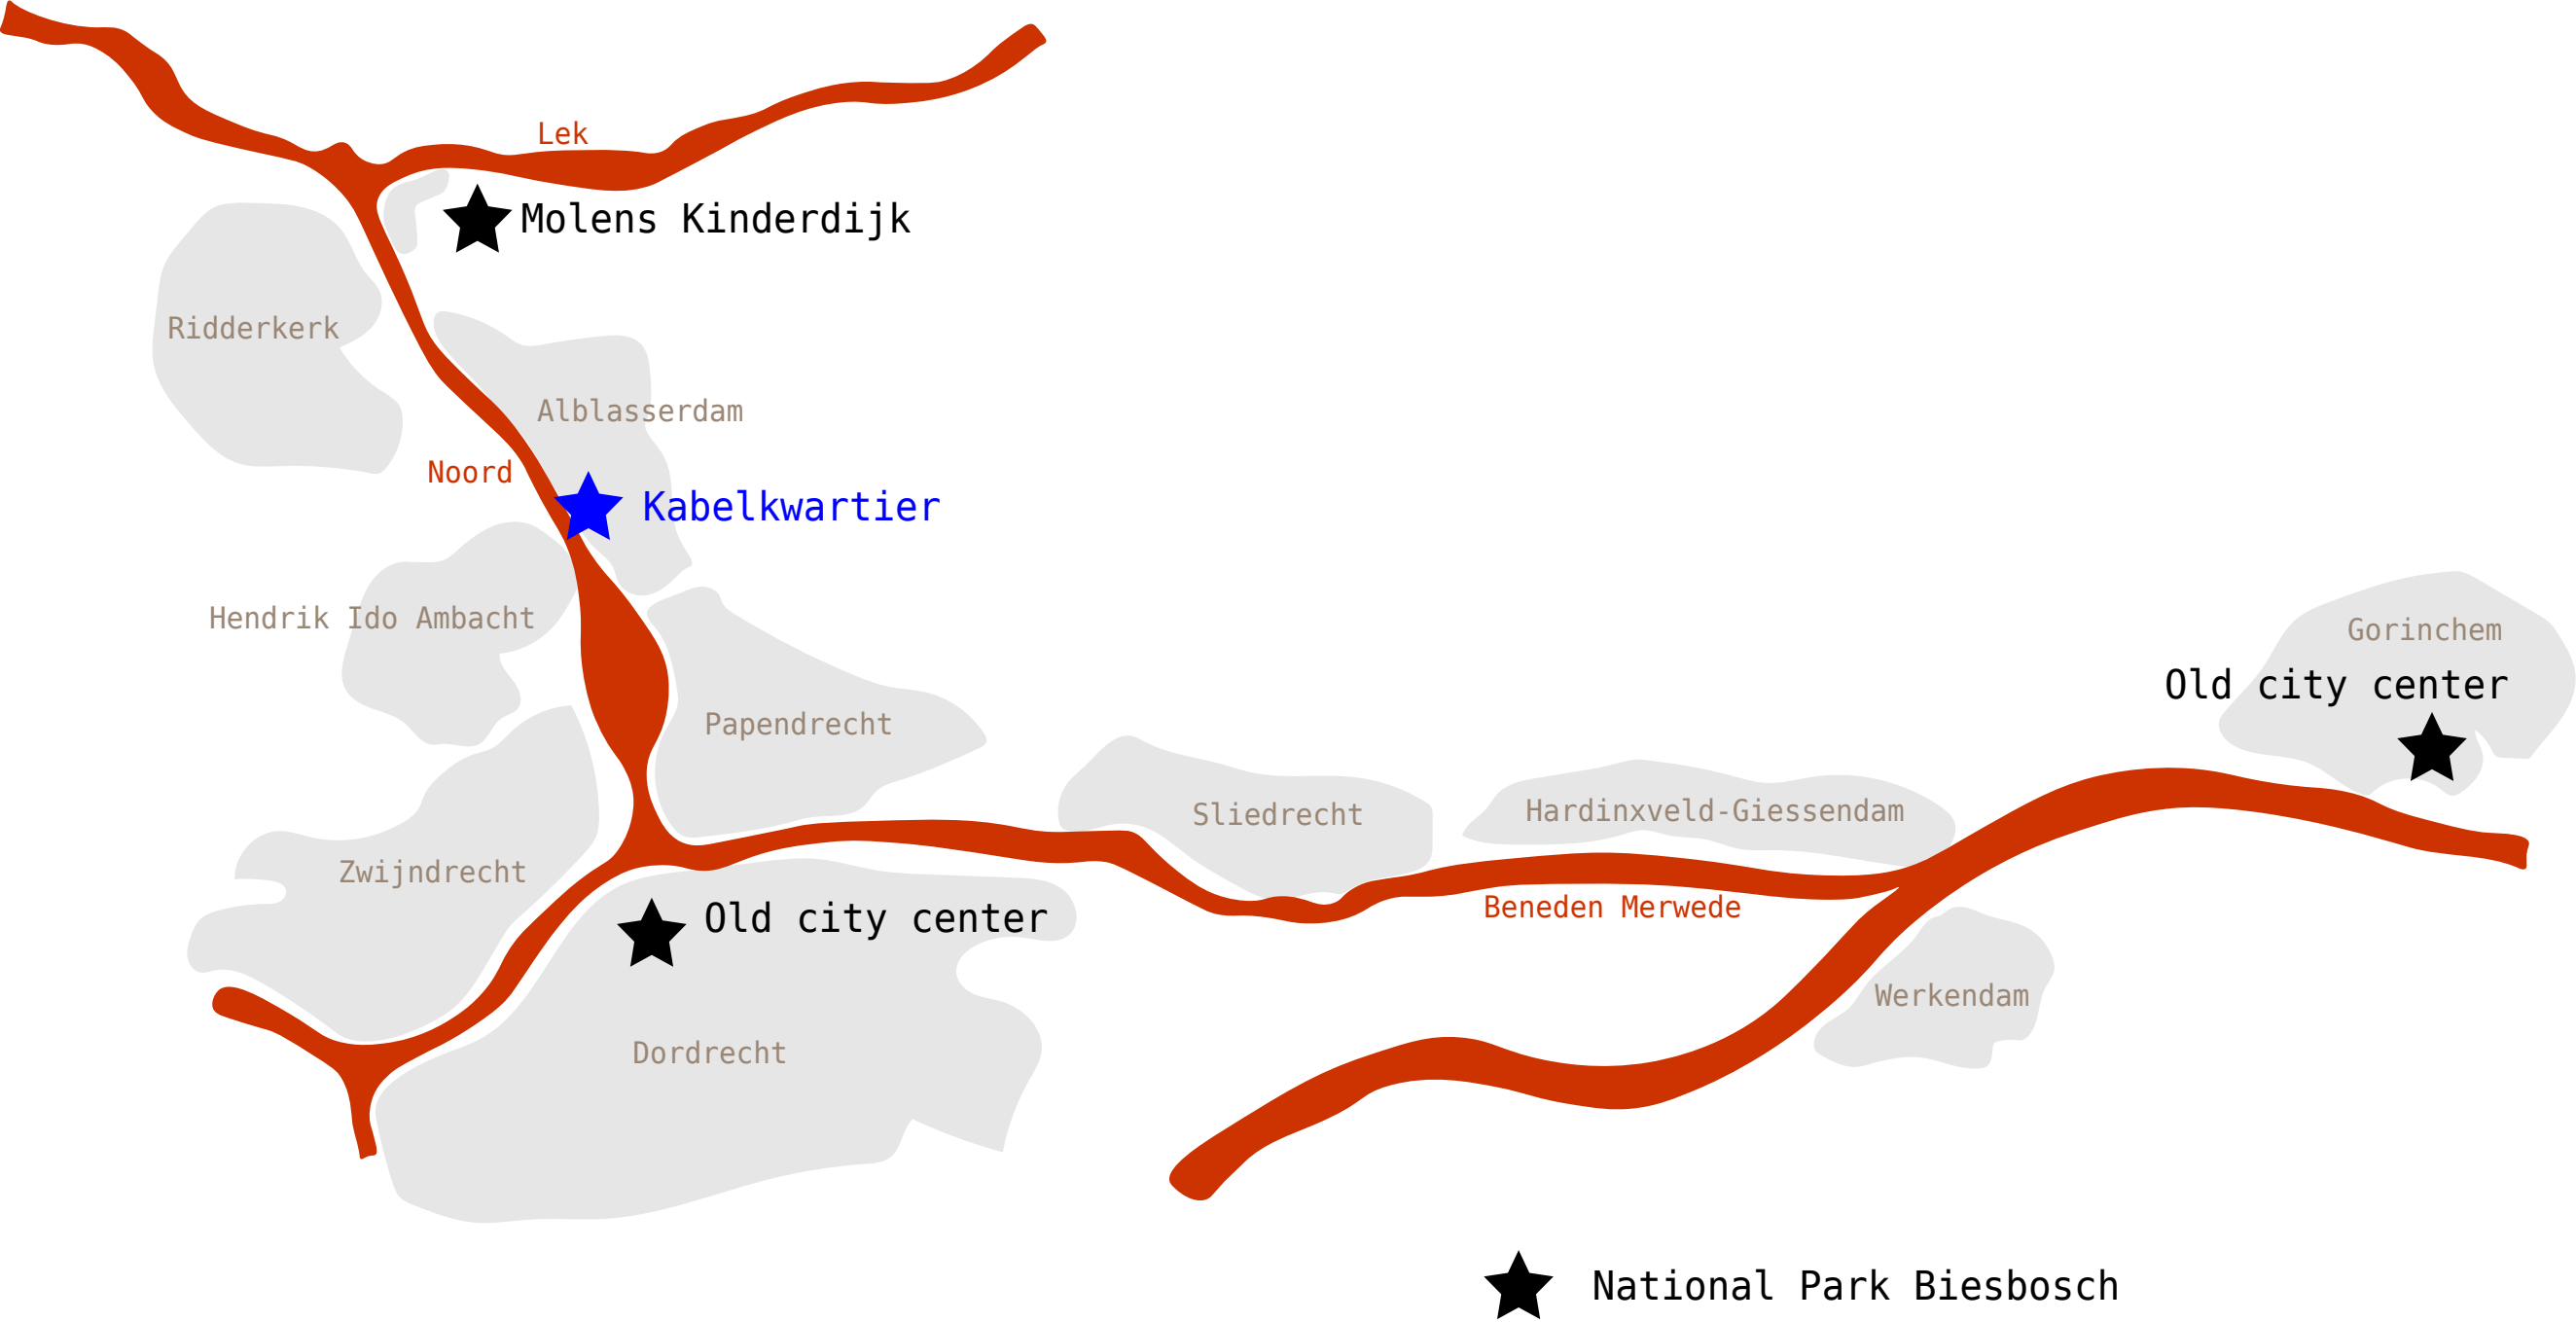 Lek
Molens Kinderdijk
Ridderkerk
Alblasserdam
Noord
Kabelkwartier
Hendrik Ido Ambacht
Gorinchem
Old city center
Papendrecht
Sliedrecht
Hardinxveld-Giessendam
Zwijndrecht
Beneden Merwede
Old city center
Werkendam
Dordrecht
National Park Biesbosch